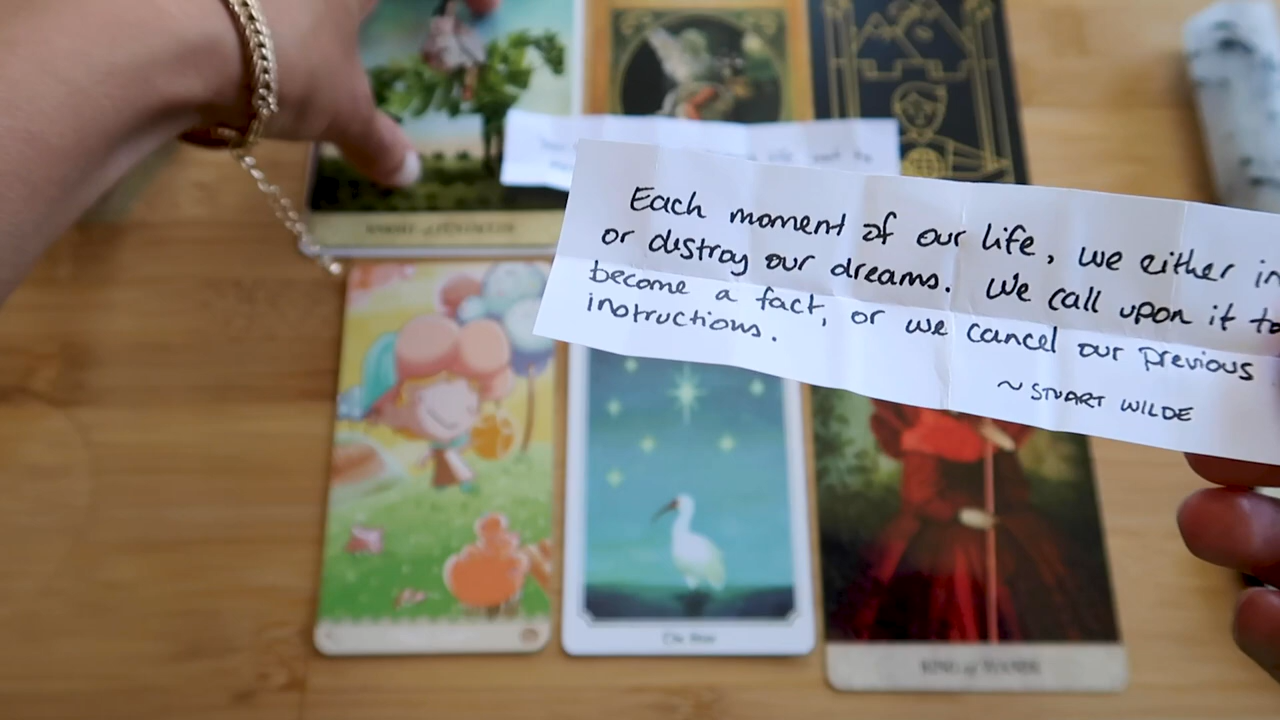 Each moment of our life, we either in
or destroy our dreams. We call upon it to
become a fact, or we cancel our previous
instructions.
~STUART WILDE
The Star
KING of WANDS